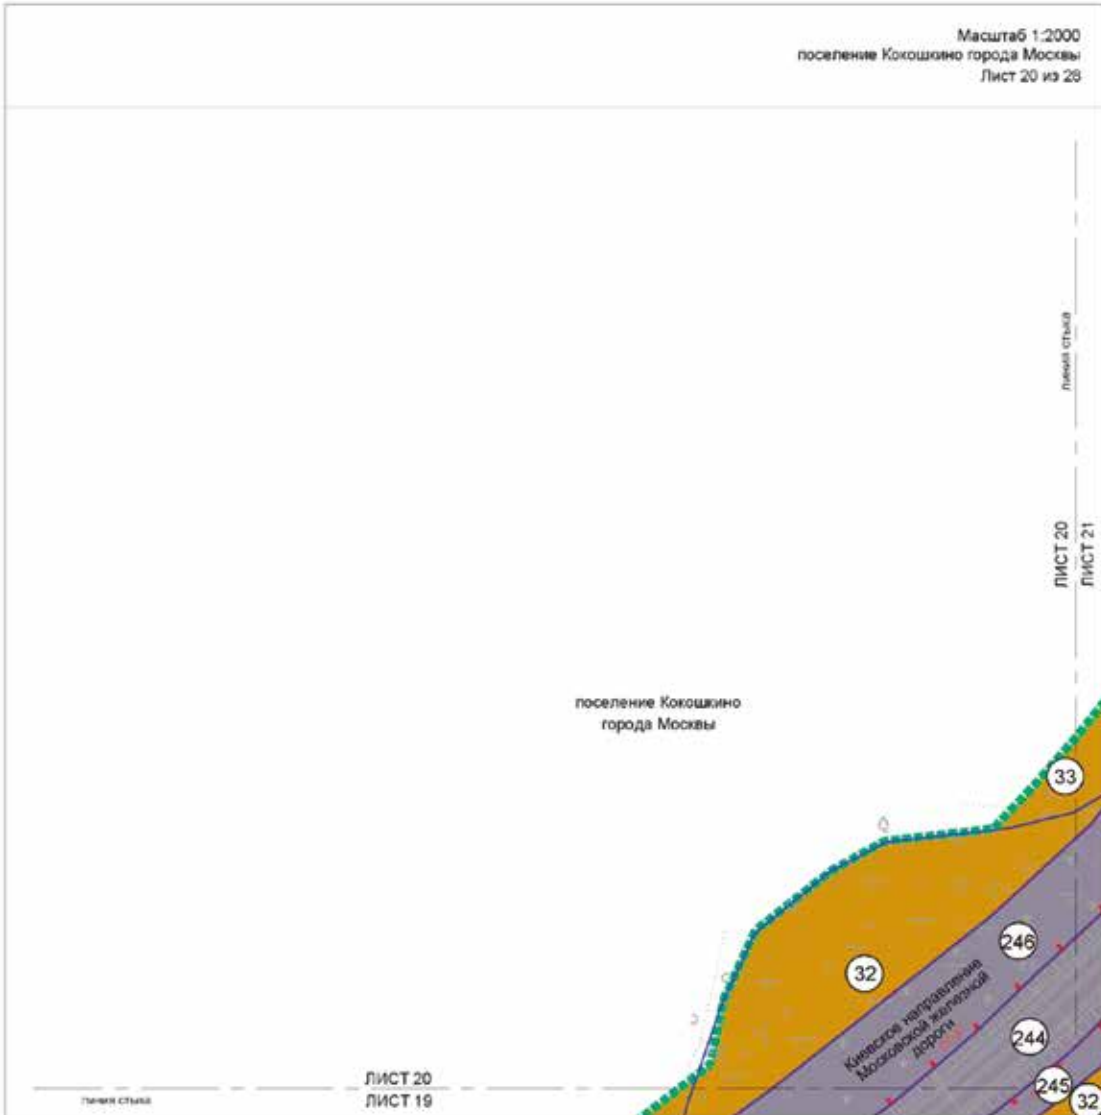 Масштаб 1:2000
поселение Кокошкино города Москвы
Лист 20 из 28
линия стыка
ЛИСТ 20
ЛИСТ 21
поселение Кокошкино
города Москвы
33
246
32
Киевское направление
Московской железной
дороги
244
ЛИСТ 20
линия стыка
ЛИСТ 19
245
32